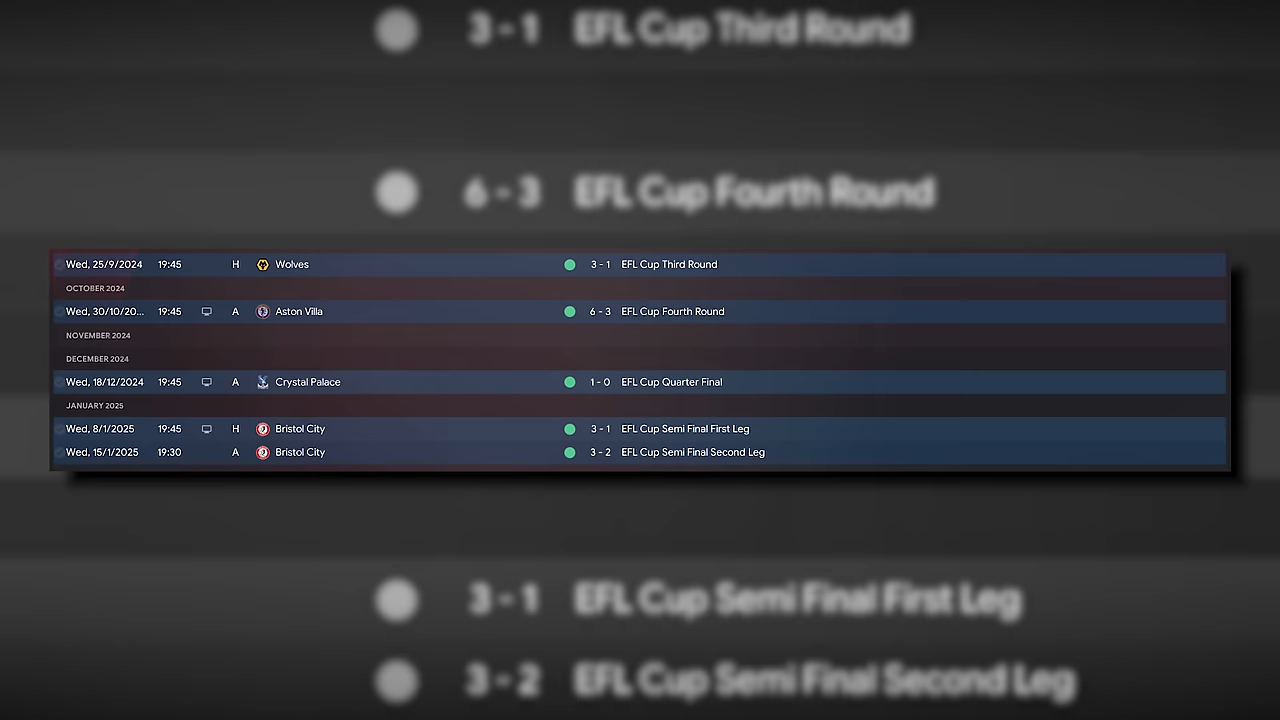 3 - 1 EFL Cup Third Round
6 - 3 EFL Cup Fourth Round
Wed, 25/9/2024 19:45 H Wolves 3 - 1 EFL Cup Third Round
OCTOBER 2024
Wed, 30/10/20... 19:45 A Aston Villa 6 - 3 EFL Cup Fourth Round
NOVEMBER 2024
DECEMBER 2024
Wed, 18/12/2024 19:45 A Crystal Palace 1 - 0 EFL Cup Quarter Final
JANUARY 2025
Wed, 8/1/2025 19:45 H Bristol City 3 - 1 EFL Cup Semi Final First Leg
Wed, 15/1/2025 19:30 A Bristol City 3 - 2 EFL Cup Semi Final Second Leg
3 - 1 EFL Cup Semi Final First Leg
3 - 2 EFL Cup Semi Final Second Leg